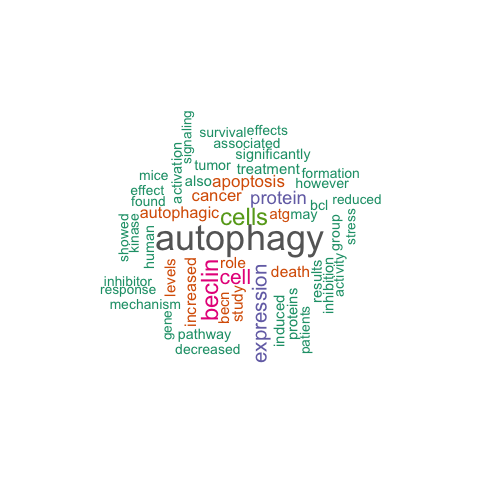 signaling
survival
effects
associated
significantly
activation
tumor
treatment
mice
also
apoptosis
formation
however
effect
cancer
protein
found
bcl
reduced
autophagic
cells
atg
may
stress
group
showed
kinase
human
autophagy
role
cell
death
levels
increased
beclin
expression
results
inhibition
activity
inhibitor
response
mechanism
becn
study
induced
proteins
patients
gene
pathway
decreased